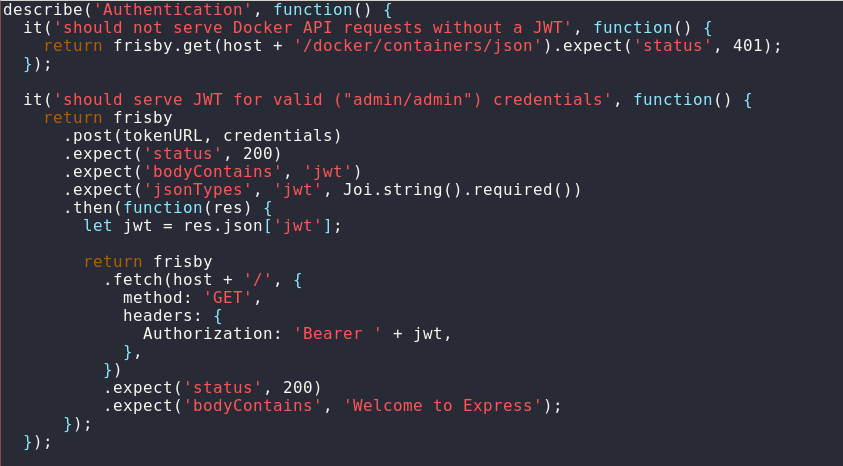 describe('Authentication', function() {
  it('should not serve Docker API requests without a JWT', function() {
    return frisby.get(host + '/docker/containers/json').expect('status', 401);
  });

  it('should serve JWT for valid ("admin/admin") credentials', function() {
    return frisby
      .post(tokenURL, credentials)
      .expect('status', 200)
      .expect('bodyContains', 'jwt')
      .expect('jsonTypes', 'jwt', Joi.string().required())
      .then(function(res) {
        let jwt = res.json['jwt'];

        return frisby
          .fetch(host + '/', {
            method: 'GET',
            headers: {
              Authorization: 'Bearer ' + jwt,
            },
          })
          .expect('status', 200)
          .expect('bodyContains', 'Welcome to Express');
      });
  });